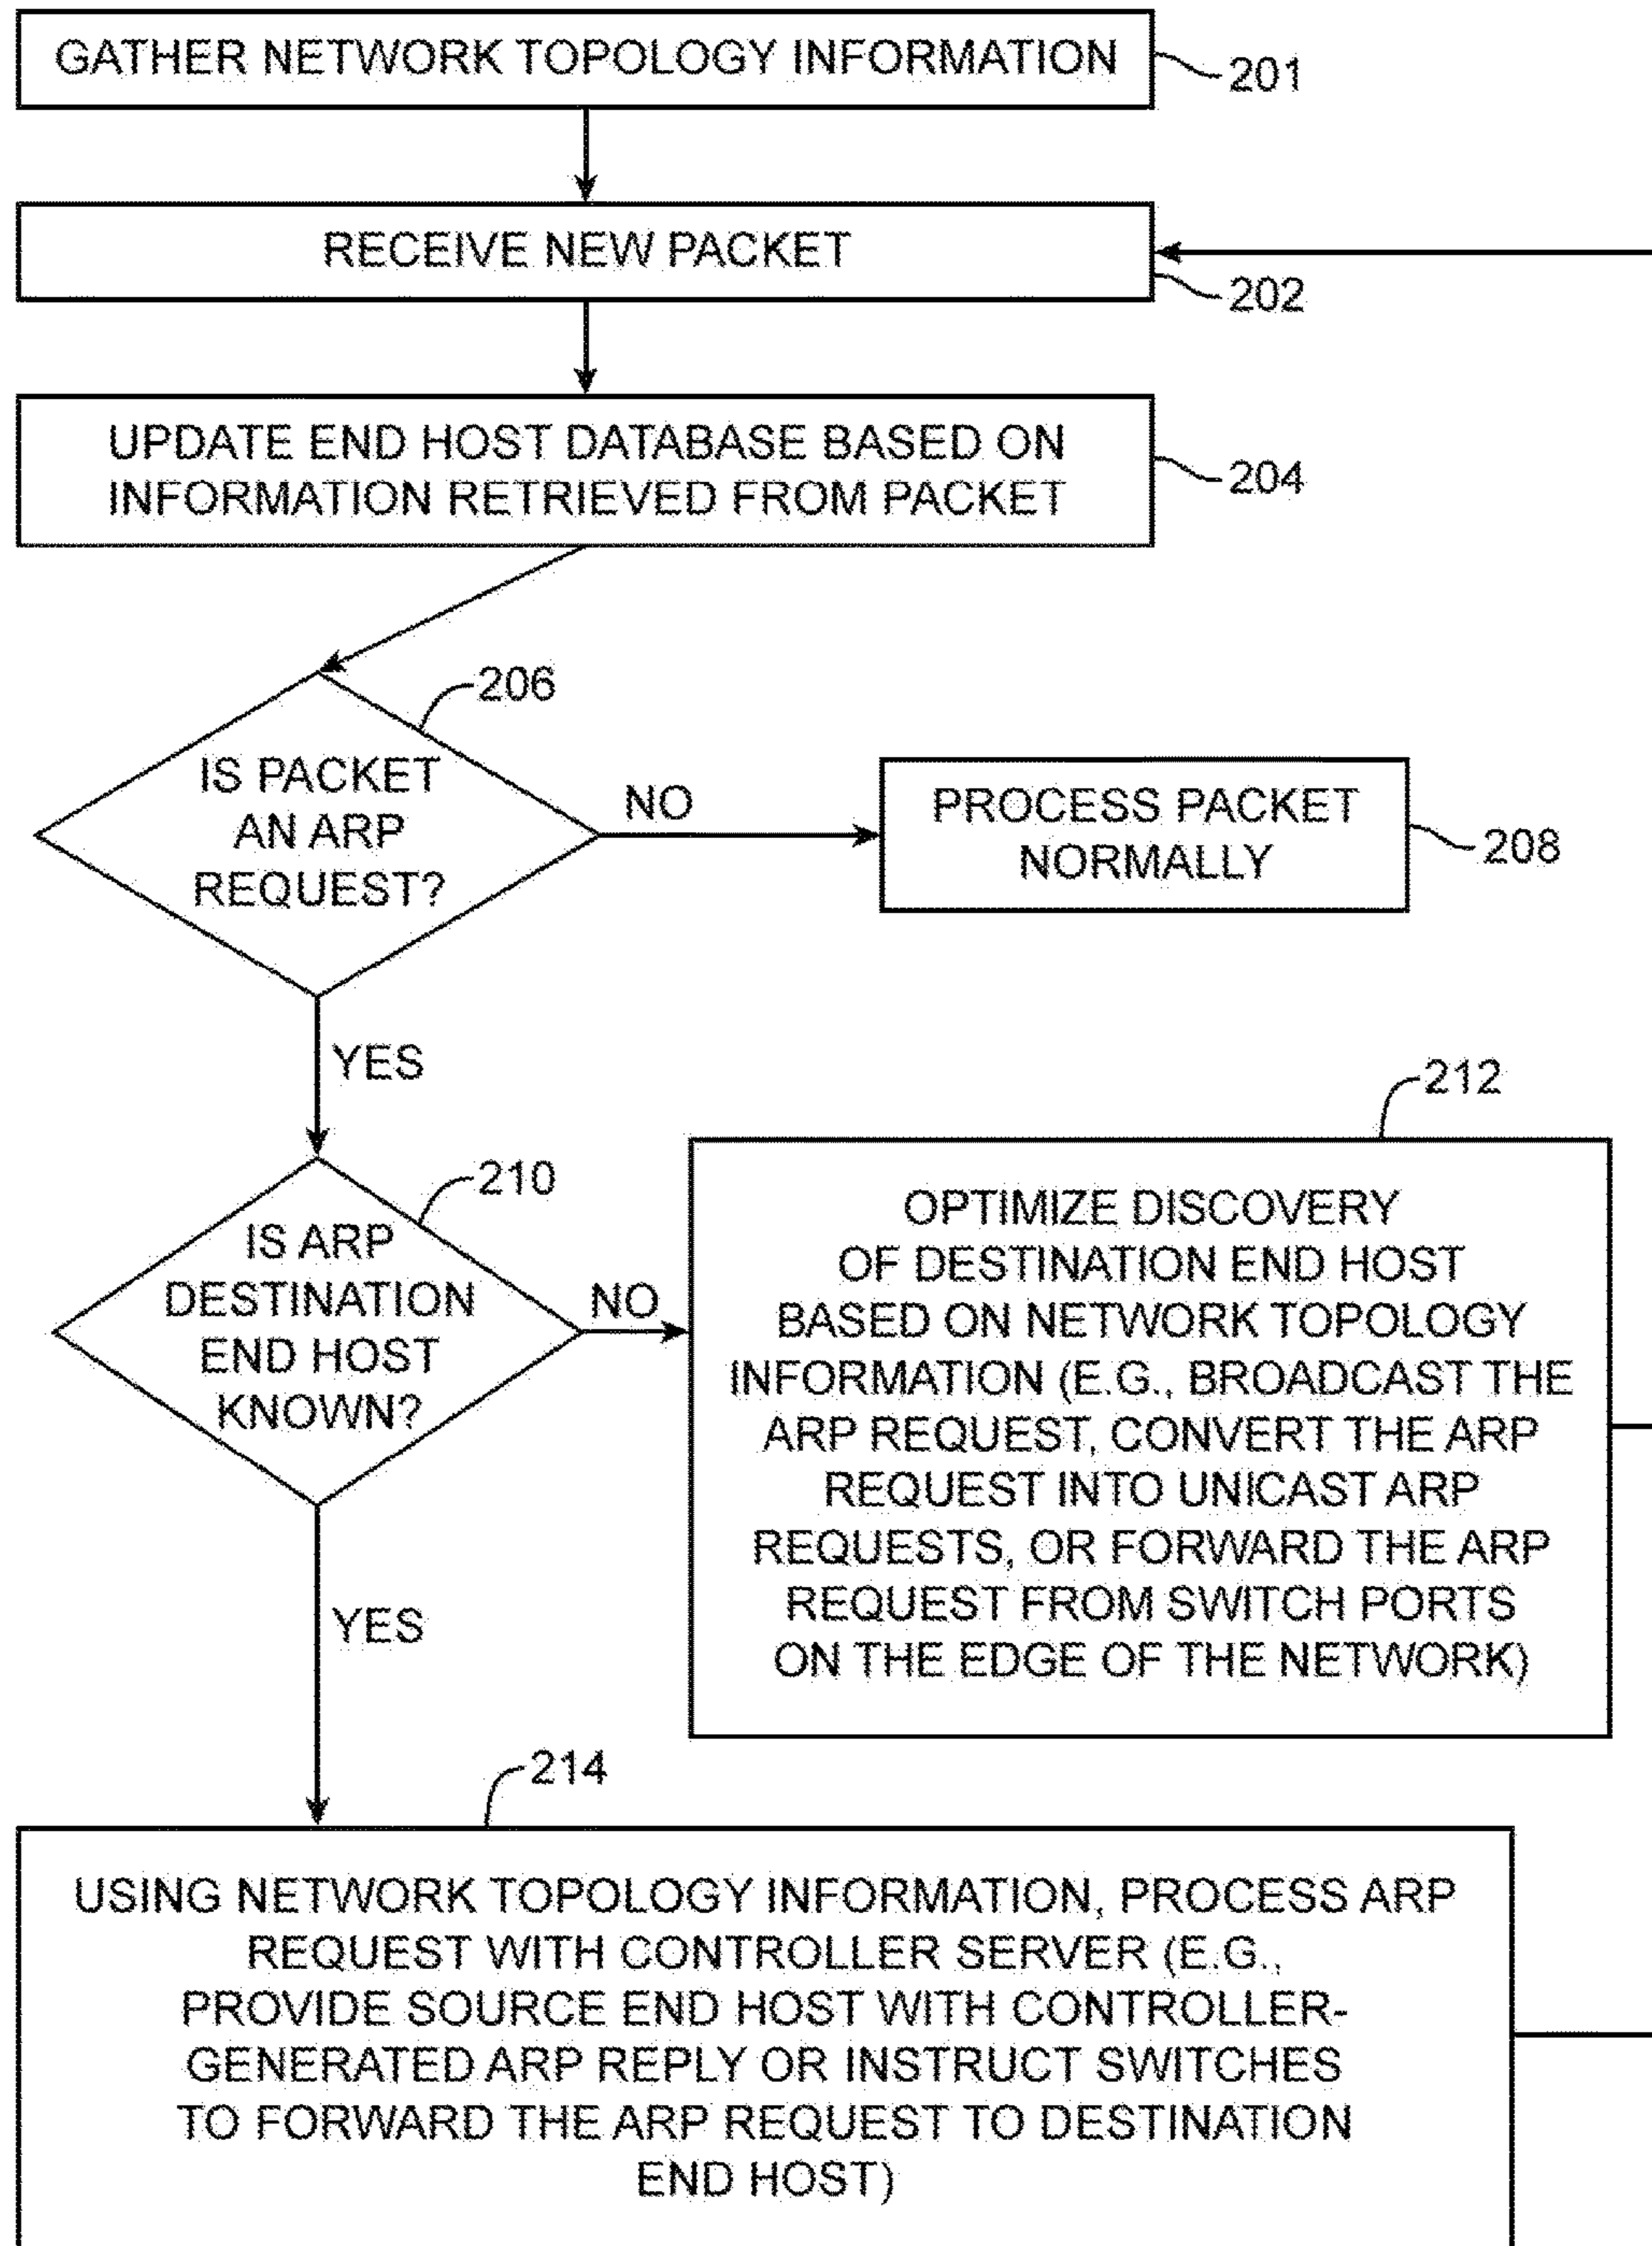 GATHER NETWORK TOPOLOGY INFORMATION
201
RECEIVE NEW PACKET
202
UPDATE END HOST DATABASE BASED ON
INFORMATION RETRIEVED FROM PACKET
204
206
IS PACKET
AN ARP
REQUEST?
NO
PROCESS PACKET
NORMALLY
208
YES
210
IS ARP
DESTINATION
END HOST
KNOWN?
NO
212
OPTIMIZE DISCOVERY
OF DESTINATION END HOST
BASED ON NETWORK TOPOLOGY
INFORMATION (E.G., BROADCAST THE
ARP REQUEST, CONVERT THE ARP
REQUEST INTO UNICAST ARP
REQUESTS, OR FORWARD THE ARP
REQUEST FROM SWITCH PORTS
ON THE EDGE OF THE NETWORK)
YES
214
USING NETWORK TOPOLOGY INFORMATION, PROCESS ARP
REQUEST WITH CONTROLLER SERVER (E.G.,
PROVIDE SOURCE END HOST WITH CONTROLLER-
GENERATED ARP REPLY OR INSTRUCT SWITCHES
TO FORWARD THE ARP REQUEST TO DESTINATION
END HOST)